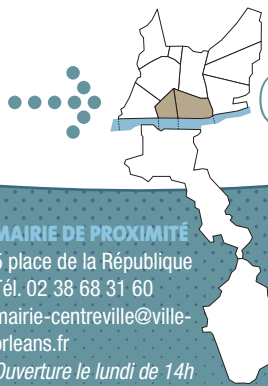 MAIRIE DE PROXIMITÉ
5 place de la République
Tél. 02 38 68 31 60
mairie-centreville@ville-
orleans.fr
Ouverture le lundi de 14h